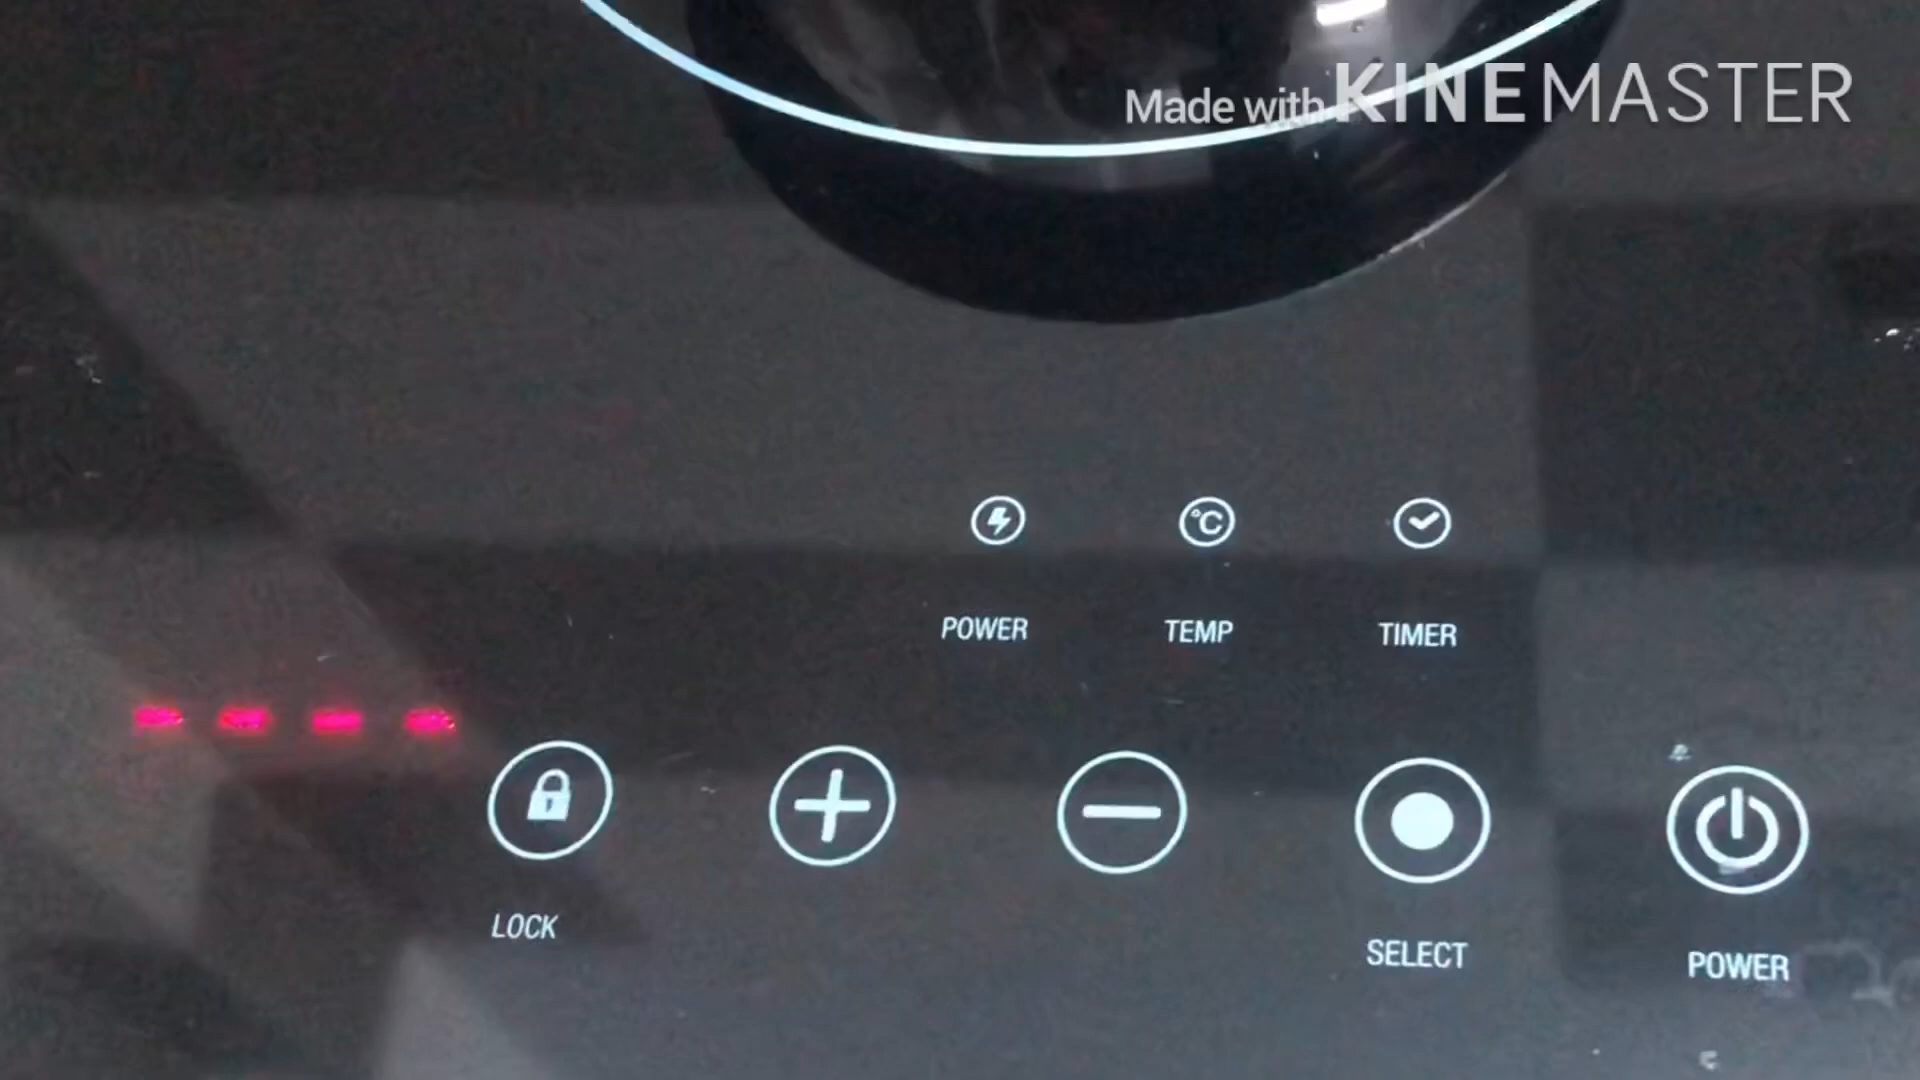 Made with KINEMASTER
°C
POWER
TEMP
TIMER
- - - -
LOCK
SELECT
POWER